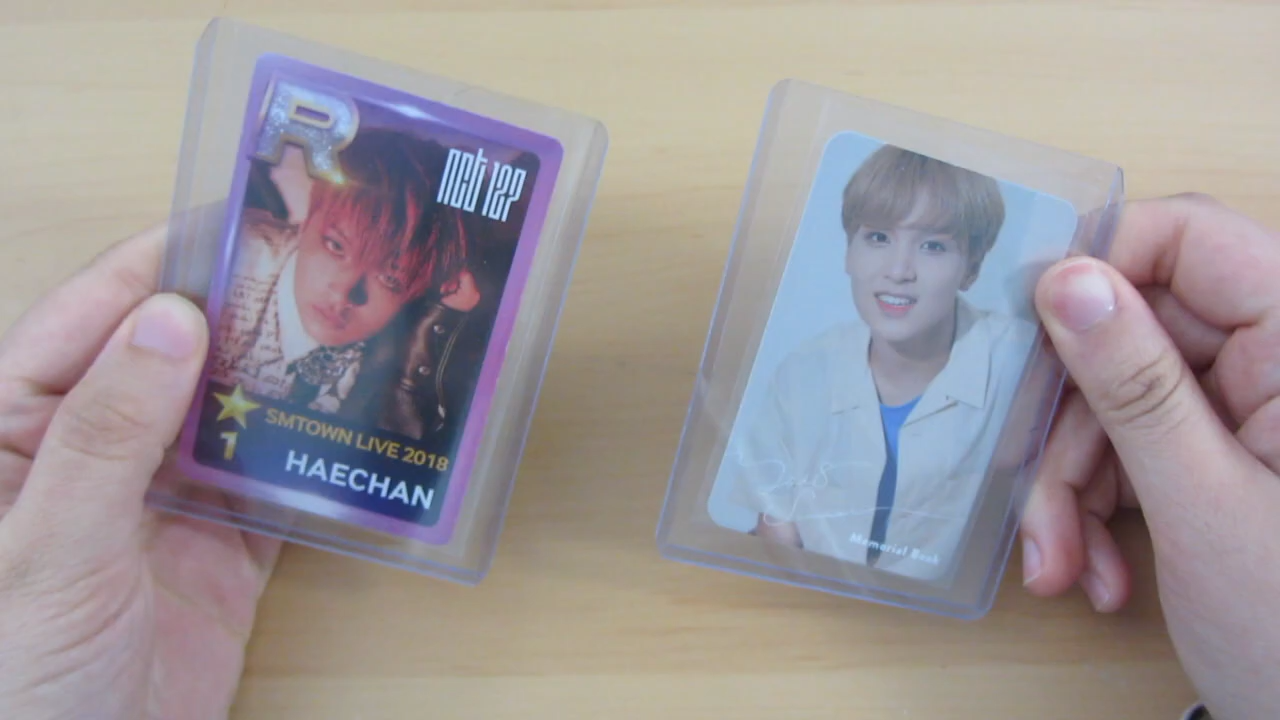 R
nct 127
1
SMTOWN LIVE 2018
HAECHAN
Memorial Book